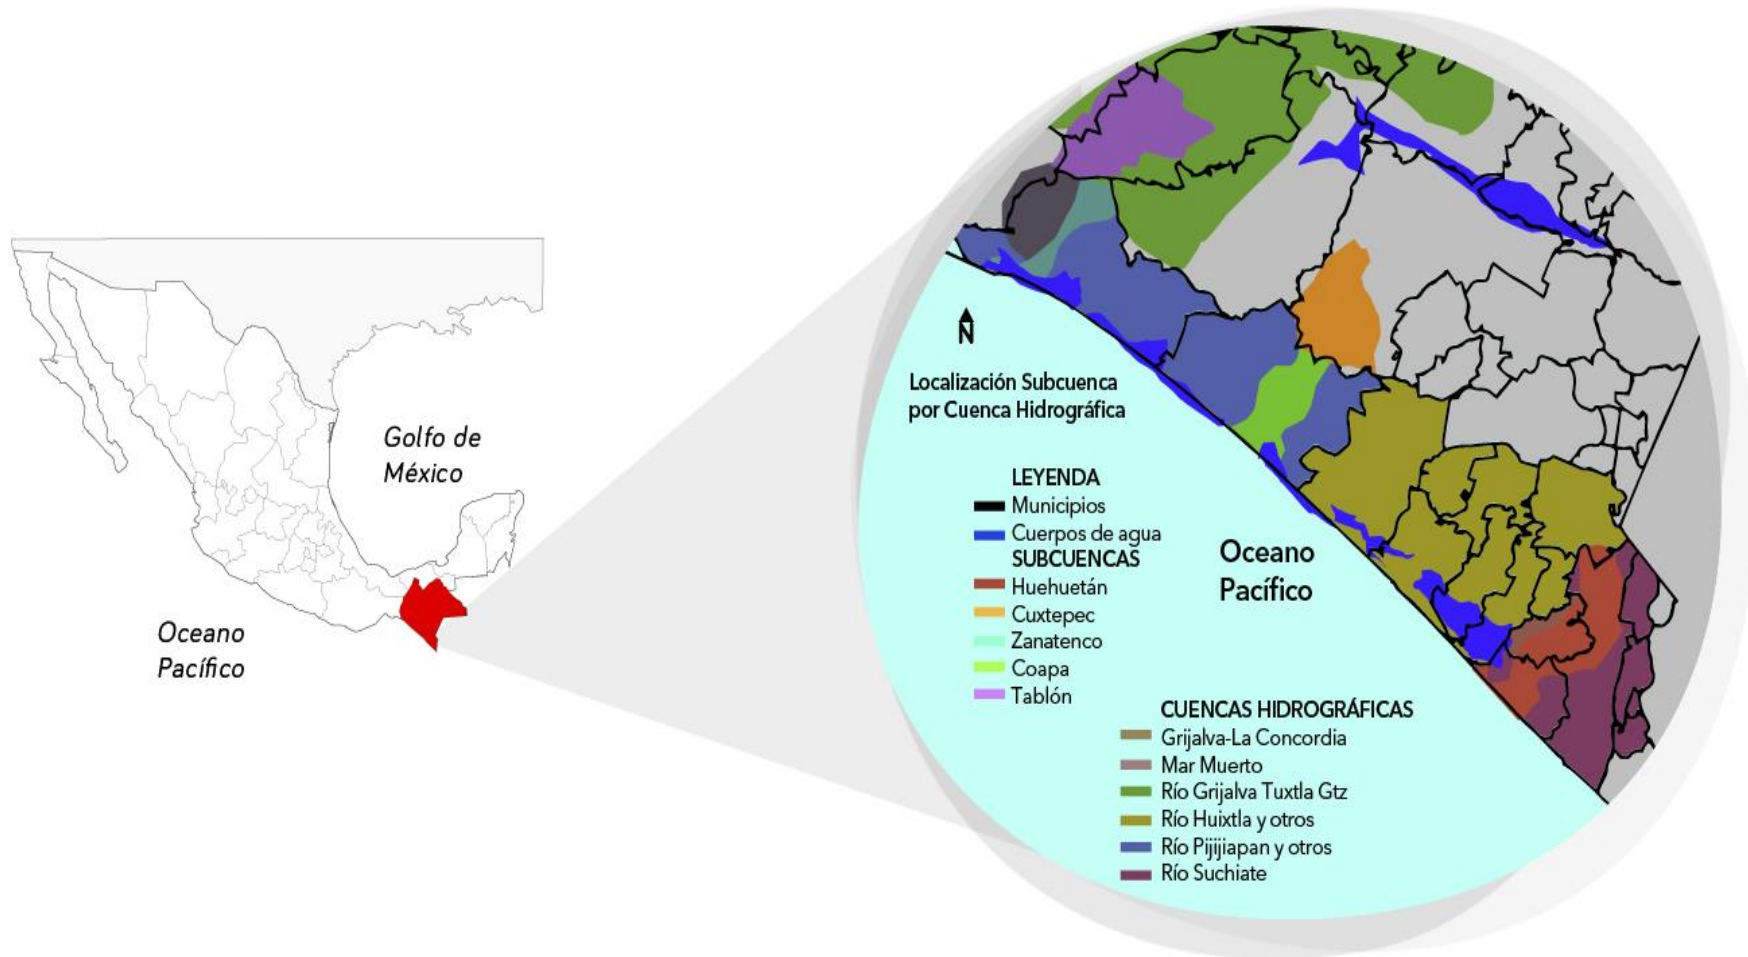 Golfo de
México
Oceano
Pacífico
N
Localización Subcuenca
por Cuenca Hidrográfica
LEYENDA
Municipios
Cuerpos de agua
SUBCUENCAS
Huehuetán
Cuxtepec
Zanatenco
Coapa
Tablón
Oceano
Pacífico
CUENCAS HIDROGRÁFICAS
Grijalva-La Concordia
Mar Muerto
Río Grijalva Tuxtla Gtz
Río Huixtla y otros
Río Pijijiapan y otros
Río Suchiate